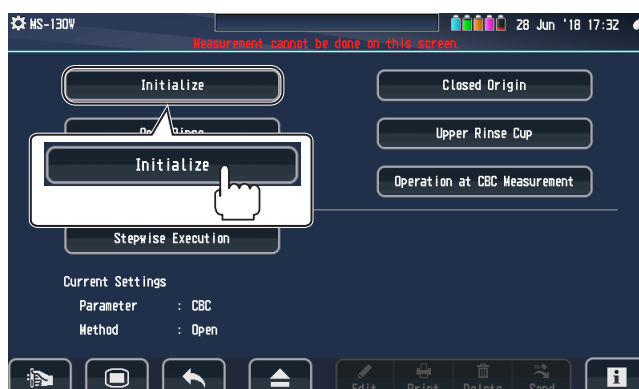 MS-130V 28 Jun '18 17:32
Measurement cannot be done on this screen.
Initialize Closed Origin
Rinse Upper Rinse Cup
Initialize
Operation at CBC Measurement
Stepwise Execution
Current Settings
Parameter : CBC
Method : Open
Edit Print Delete Send
i